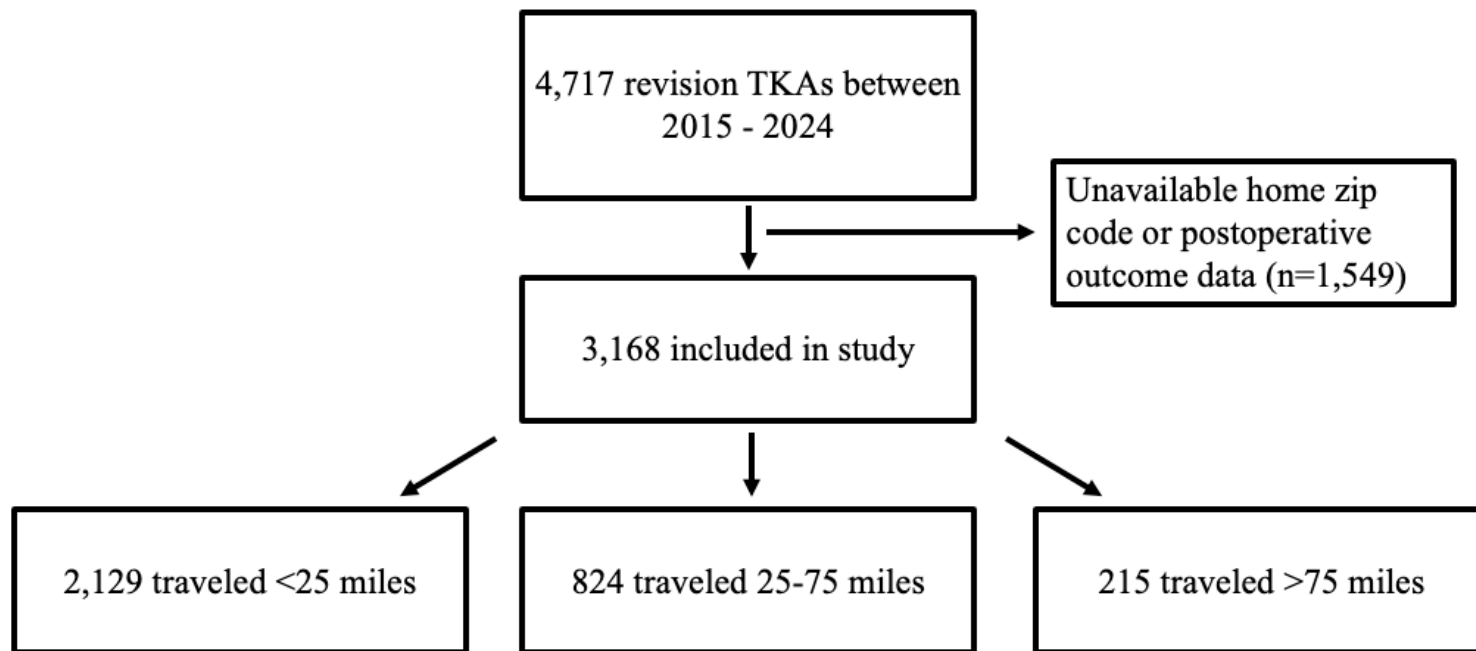 4,717 revision TKAs between
2015 - 2024
Unavailable home zip
code or postoperative
outcome data (n=1,549)
3,168 included in study
2,129 traveled <25 miles
824 traveled 25-75 miles
215 traveled >75 miles